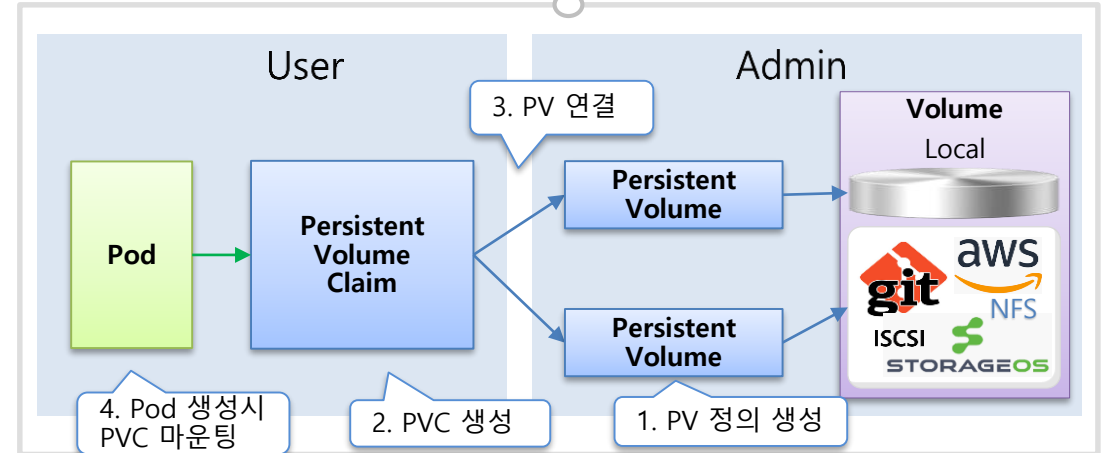 User
Admin
3. PV 연결
Volume
Local
Persistent
Volume
Pod
Persistent
Volume
Claim
aws
git
NFS
ISCSI
STORAGEOS
Persistent
Volume
4. Pod 생성시
PVC 마운팅
2. PVC 생성
1. PV 정의 생성